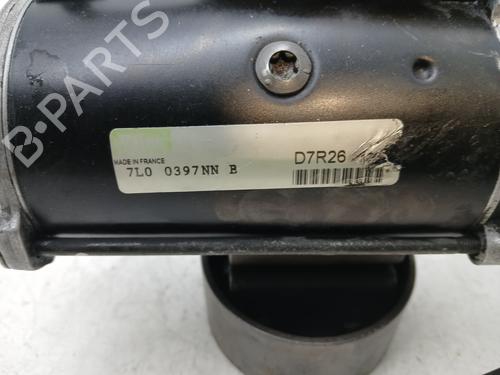 B-PARTS
MADE IN FRANCE
7L0 0397NN B
D7R26